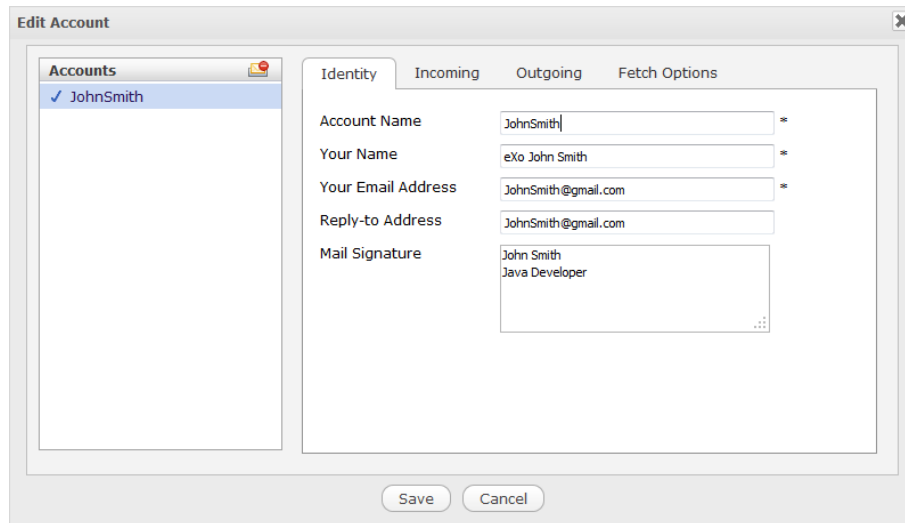 Edit Account
Accounts
✓ JohnSmith
Identity Incoming Outgoing Fetch Options
Account Name JohnSmith *
Your Name eXo John Smith *
Your Email Address JohnSmith@gmail.com *
Reply-to Address JohnSmith@gmail.com
Mail Signature John Smith
Java Developer
Save Cancel